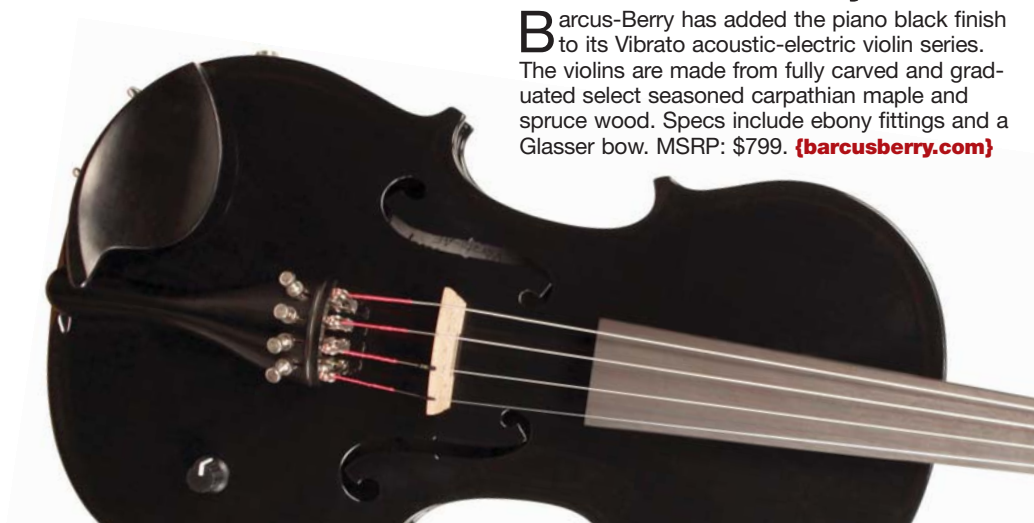 Barcus-Berry has added the piano black finish
to its Vibrato acoustic-electric violin series.
The violins are made from fully carved and grad-
uated select seasoned carpathian maple and
spruce wood. Specs include ebony fittings and a
Glasser bow. MSRP: $799. {barcusberry.com}